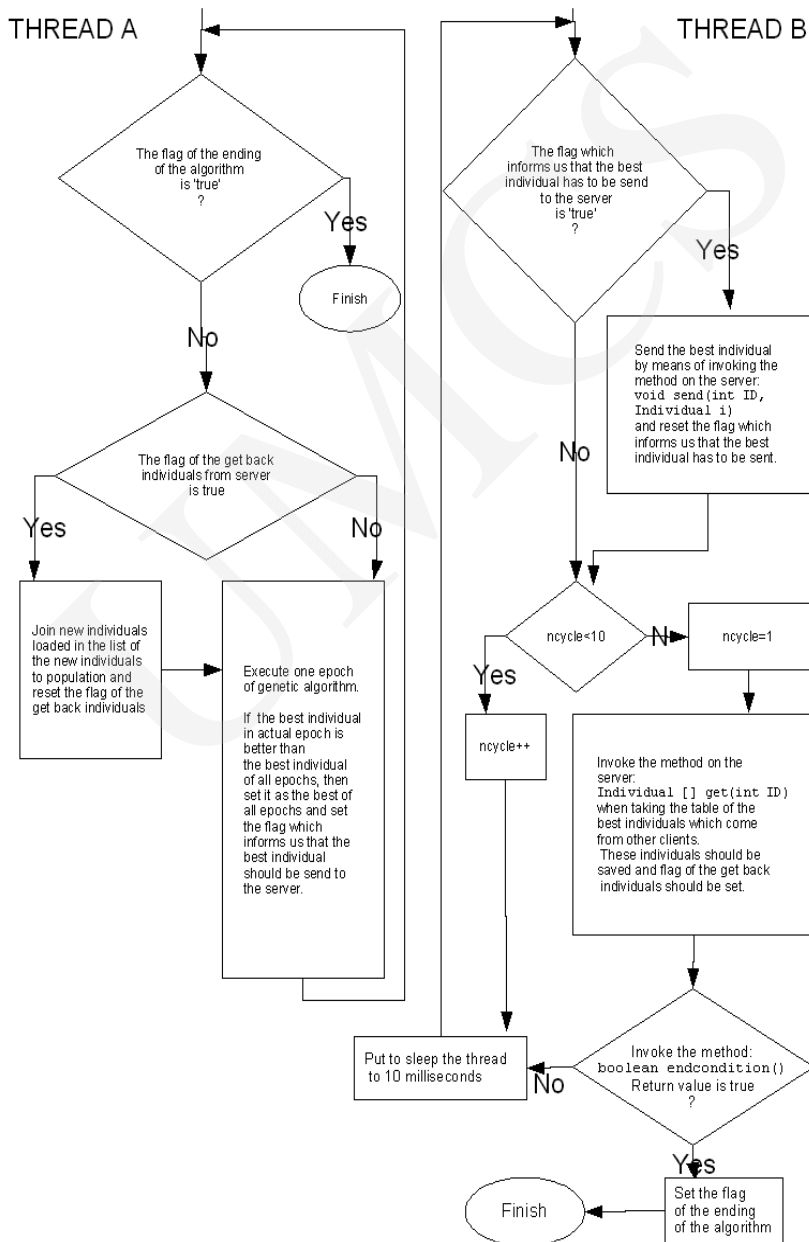 THREAD A
The flag of the ending
of the algorithm
is 'true'
?
Yes
Finish
No
The flag of the get back
individuals from server
is true
Yes
No
Join new individuals
loaded in the list of
the new individuals
to population and
reset the flag of the
get back individuals
Execute one epoch
of genetic algorithm.
If the best individual
in actual epoch is
better than
the best individual
of all epochs, then
set it as the best of
all epochs and set
the flag which
informs us that the
best individual
should be send to
the server.
THREAD B
The flag which
informs us that the best
individual has to be send
to the server
is 'true'
?
Yes
Send the best individual
by means of invoking the
method on the server:
void send(int ID,
Individual i)
and reset the flag which
informs us that the best
individual has to be sent.
No
ncycle<10
N
ncycle=1
Yes
ncycle++
Invoke the method on the
server:
Individual [] get(int ID)
when taking the table of the
best individuals which come
from other clients.
These individuals should be
saved and flag of the get back
individuals should be set.
Invoke the method:
boolean endcondition()
Return value is true
?
No
Put to sleep the thread
to 10 milliseconds
Yes
Set the flag
of the ending
of the algorithm
Finish
UMCS